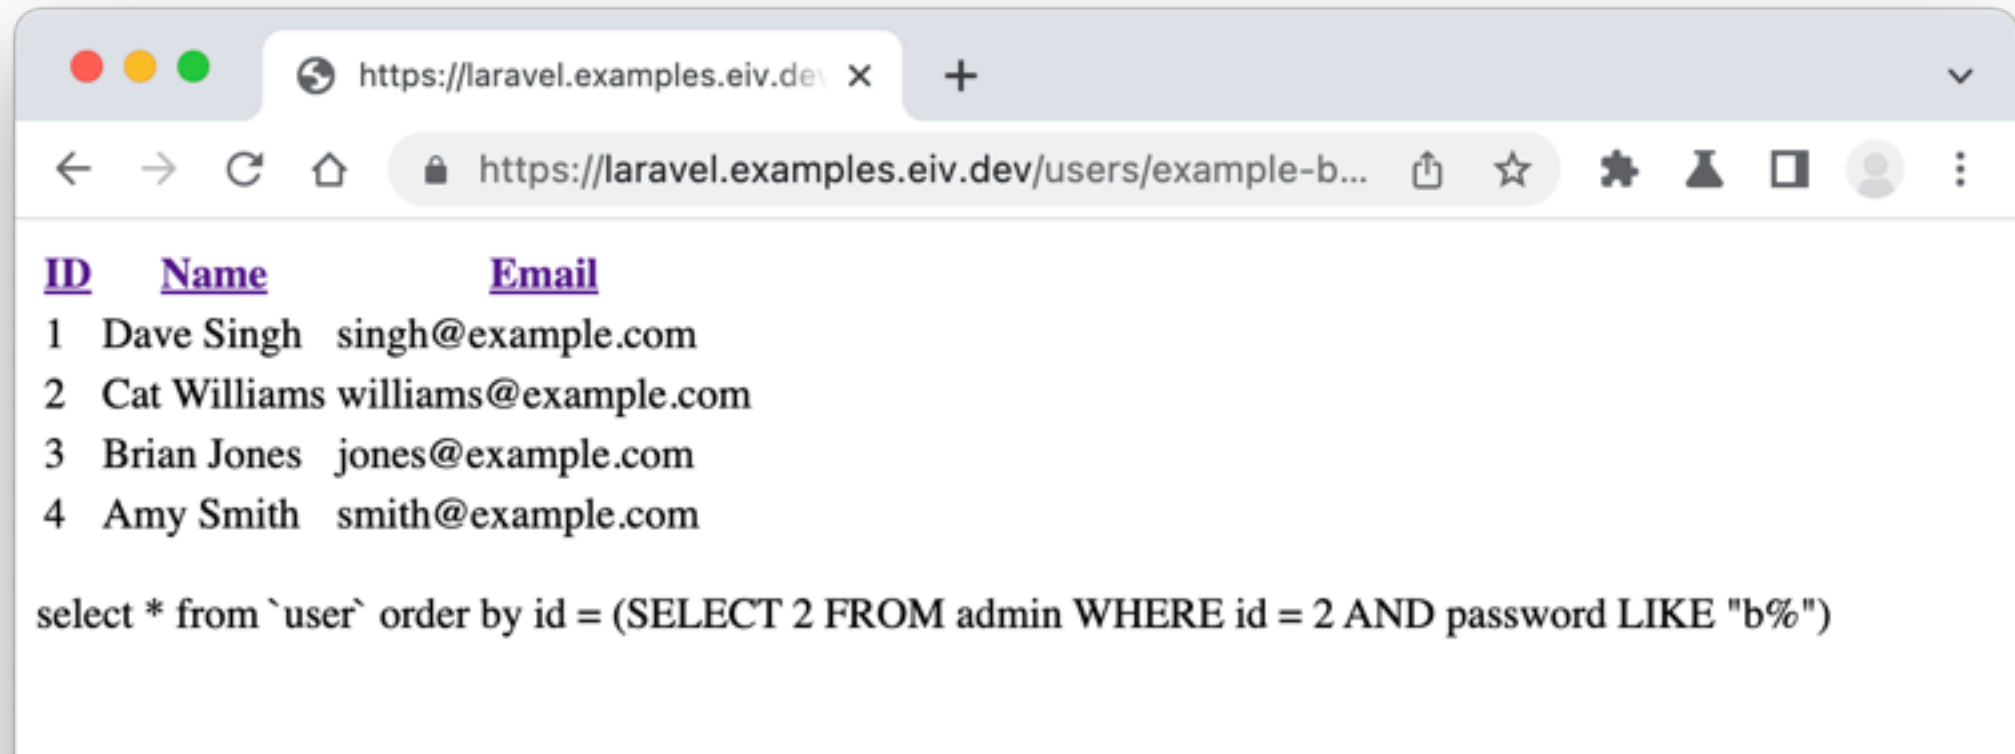 https://laravel.examples.eiv.de
https://laravel.examples.eiv.dev/users/example-b...
ID Name Email
1 Dave Singh singh@example.com
2 Cat Williams williams@example.com
3 Brian Jones jones@example.com
4 Amy Smith smith@example.com
select * from `user` order by id = (SELECT 2 FROM admin WHERE id = 2 AND password LIKE "b%")